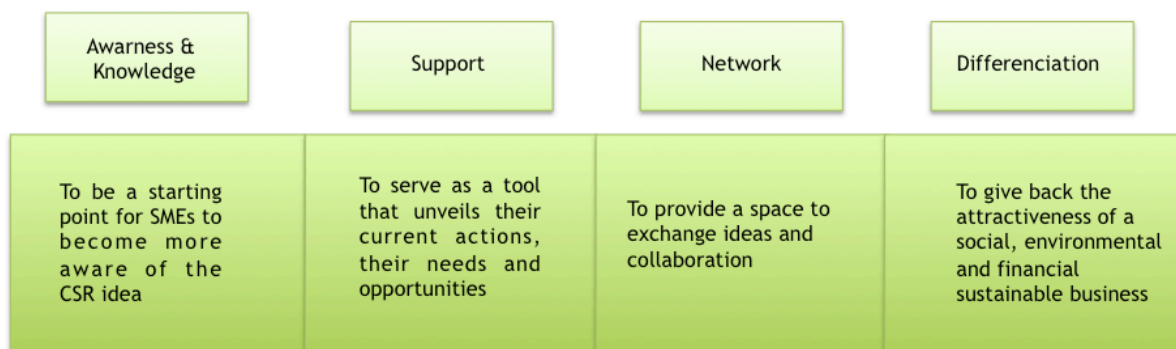 Awarness &
Knowledge
Support
Network
Differenciation
To be a starting
point for SMEs to
become more
aware of the
CSR idea
To serve as a tool
that unveils their
current actions,
their needs and
opportunities
To provide a space to
exchange ideas and
collaboration
To give back the
attractiveness of a
social, environmental
and financial
sustainable business